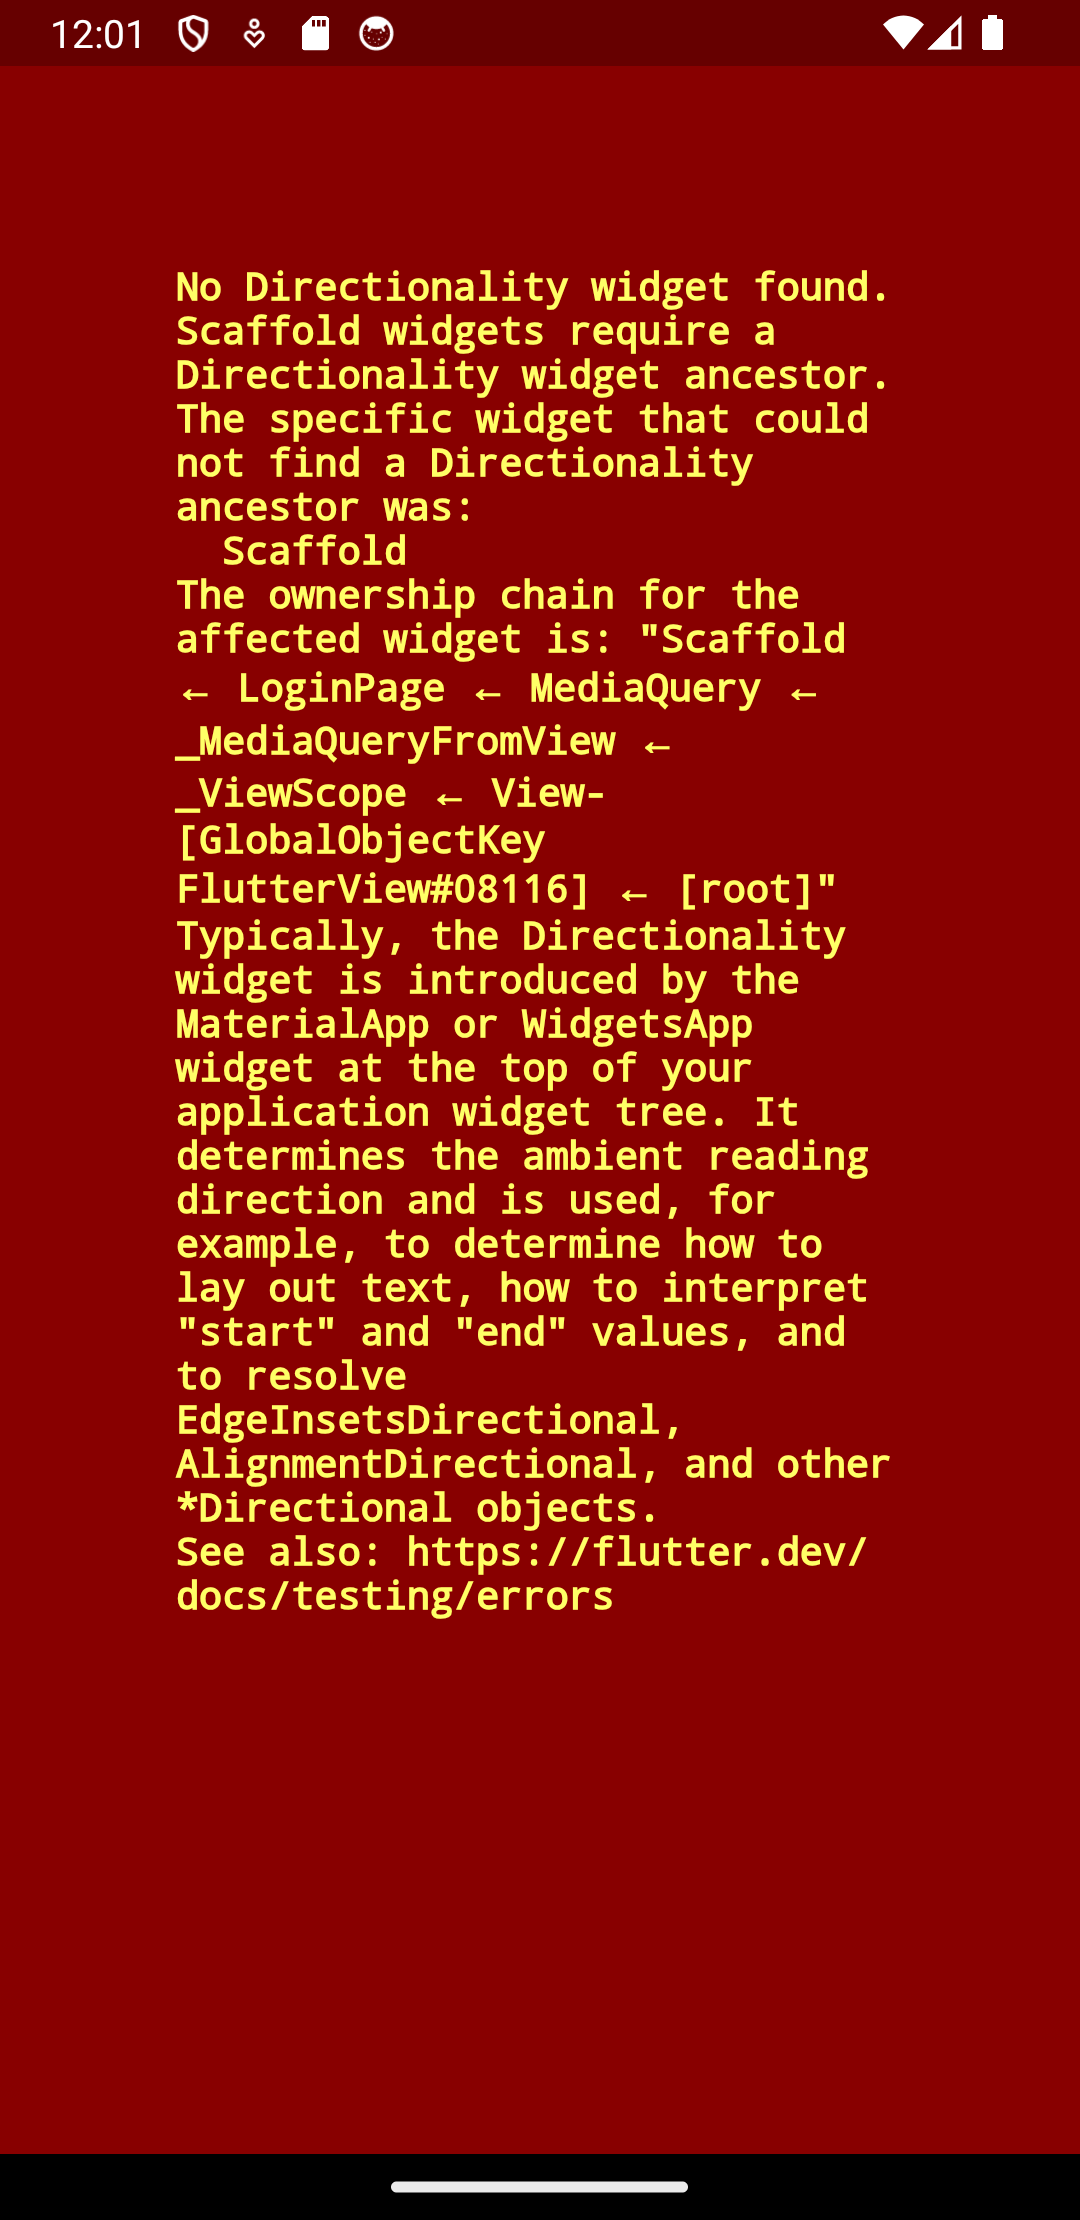 12:01
No Directionality widget found.
Scaffold widgets require a
Directionality widget ancestor.
The specific widget that could
not find a Directionality
ancestor was:
  Scaffold
The ownership chain for the
affected widget is: "Scaffold
← LoginPage ← MediaQuery ←
_MediaQueryFromView ←
_ViewScope ← View-
[GlobalObjectKey
FlutterView#08116] ← [root]"
Typically, the Directionality
widget is introduced by the
MaterialApp or WidgetsApp
widget at the top of your
application widget tree. It
determines the ambient reading
direction and is used, for
example, to determine how to
lay out text, how to interpret
"start" and "end" values, and
to resolve
EdgeInsetsDirectional,
AlignmentDirectional, and other
*Directional objects.
See also: https://flutter.dev/
docs/testing/errors